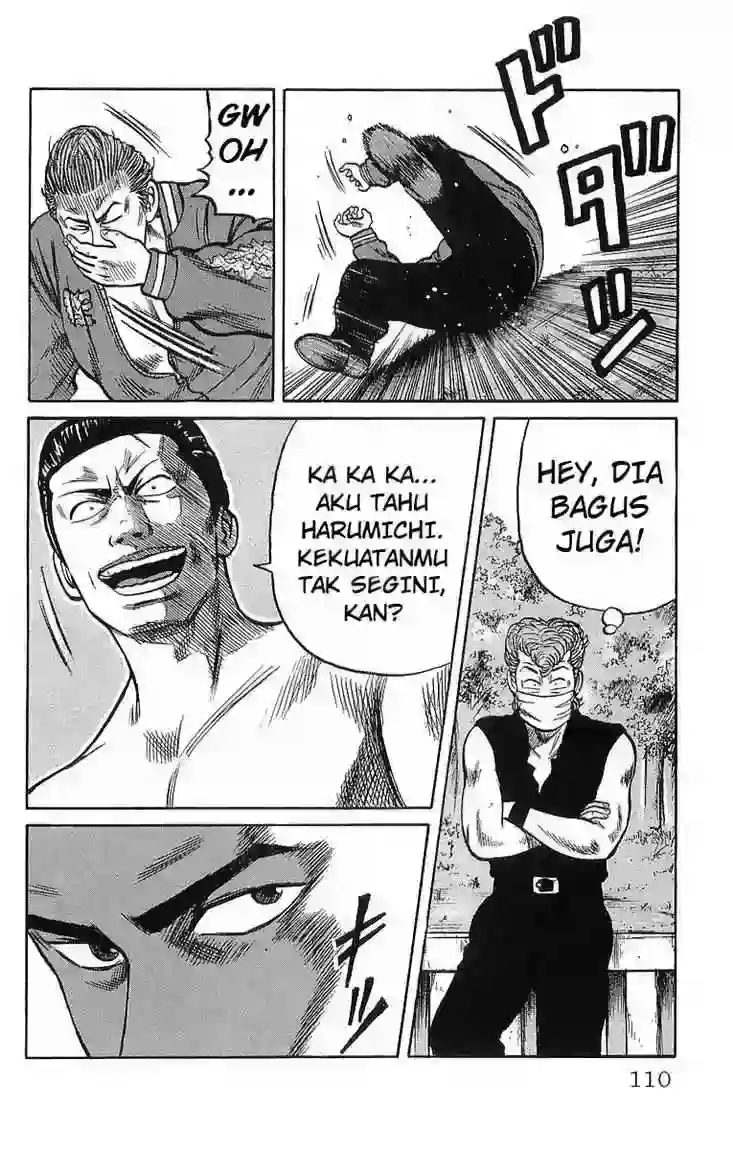 ドダッ
GW
OH
...
HEY, DIA
BAGUS
JUGA!
KA KA KA...
AKU TAHU
HARUMICHI.
KEKUATANMU
TAK SEGINI,
KAN?
キッ
110